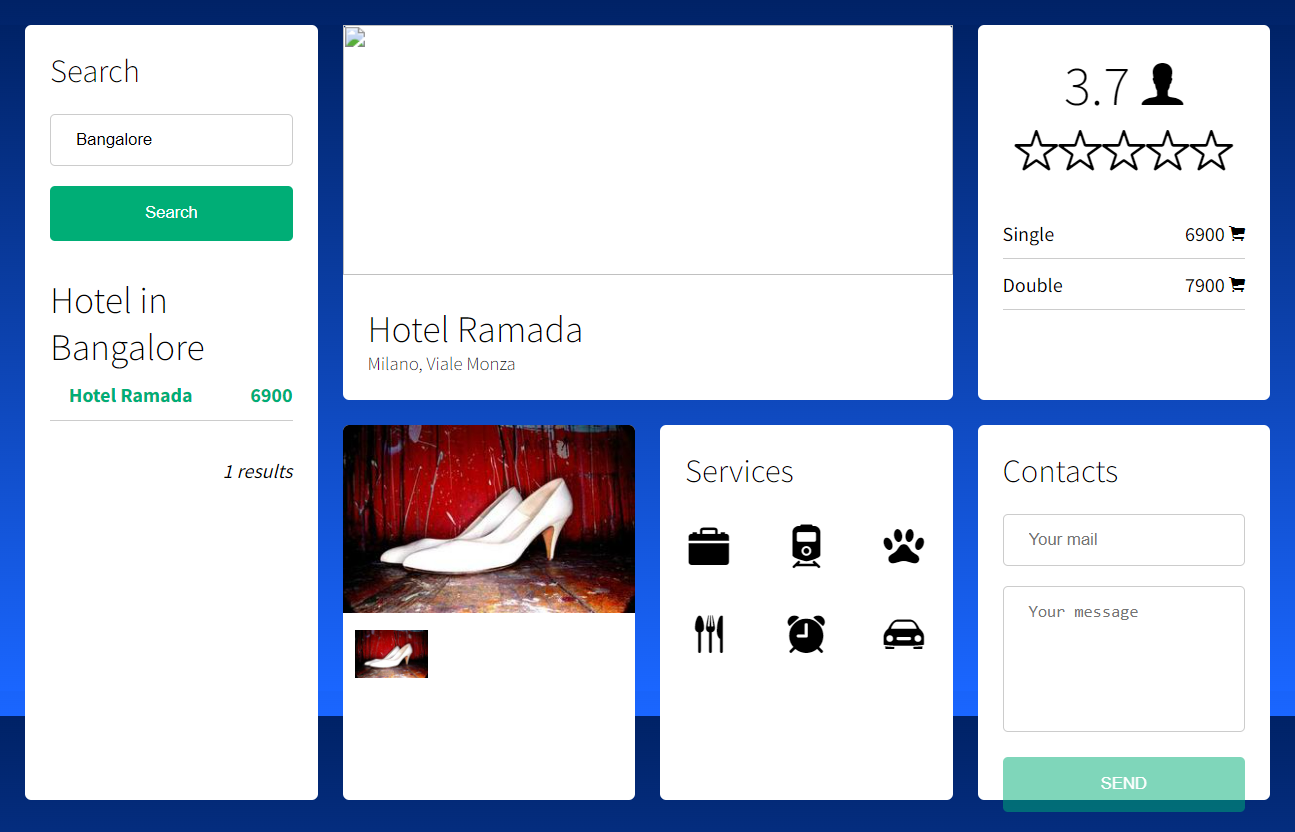 Search
Bangalore
Search
Hotel in
Bangalore
Hotel Ramada 6900
1 results
Hotel Ramada
Milano, Viale Monza
3.7
Single 6900
Double 7900
Services
Contacts
Your mail
Your message
SEND